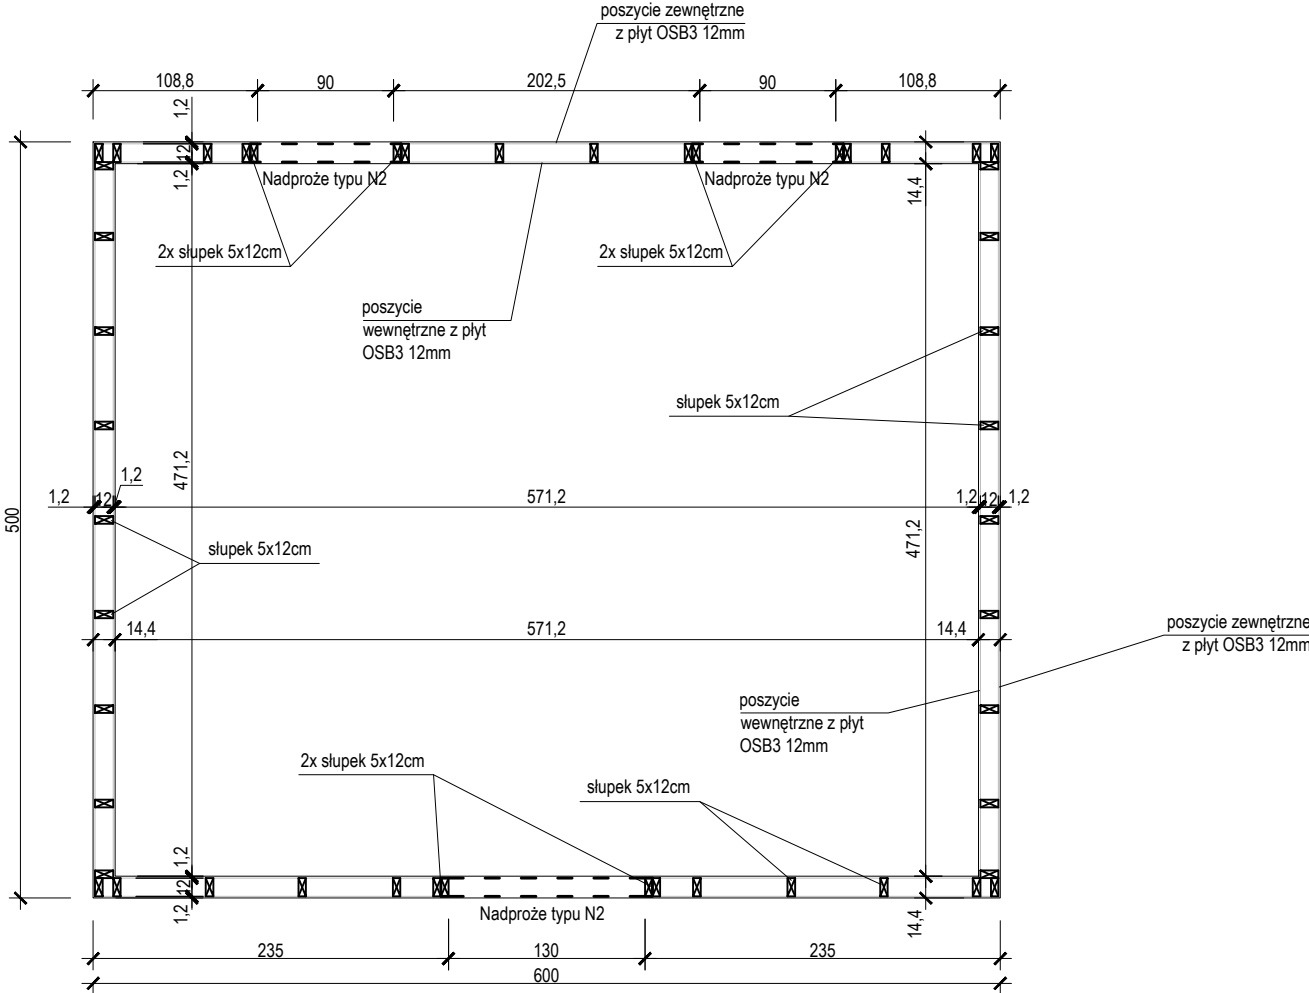 poszycie zewnętrzne
z płyt OSB3 12mm
108,8
90
202,5
90
108,8
1,2
12
1,2
14,4
Nadproże typu N2
Nadproże typu N2
2x słupek 5x12cm
2x słupek 5x12cm
poszycie
wewnętrzne z płyt
OSB3 12mm
słupek 5x12cm
471,2
1,2
1,2
12
571,2
1,2
12
1,2
500
471,2
słupek 5x12cm
14,4
571,2
14,4
poszycie zewnętrzne
z płyt OSB3 12mm
poszycie
wewnętrzne z płyt
OSB3 12mm
2x słupek 5x12cm
słupek 5x12cm
1,2
12
1,2
14,4
Nadproże typu N2
235
130
235
600